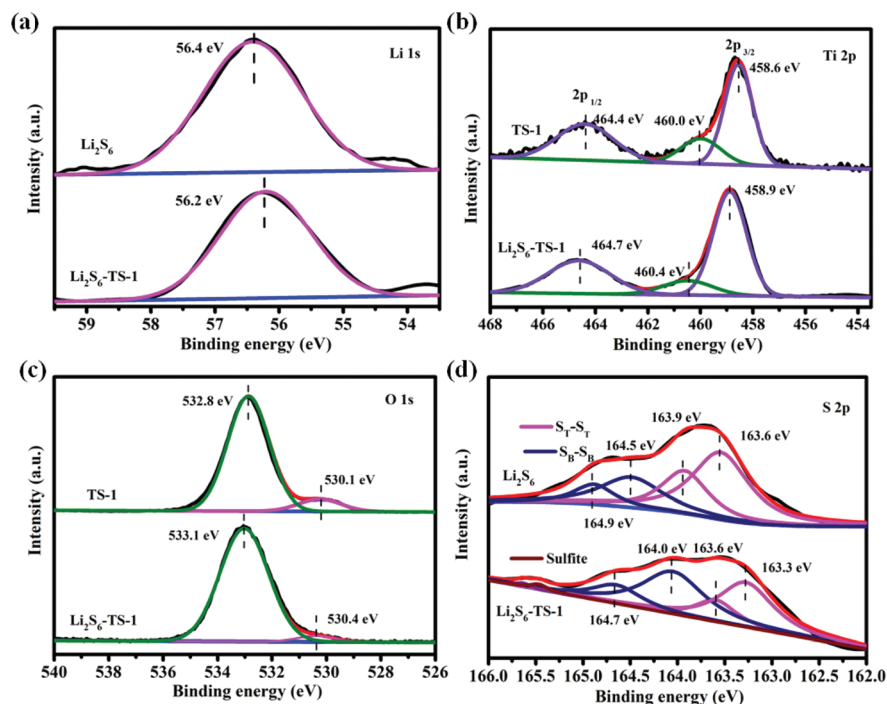 (a)
Li 1s
56.4 eV
Li₂S₆
56.2 eV
Li₂S₆-TS-1
Intensity (a.u.)
59 58 57 56 55 54
Binding energy (eV)
(b)
Ti 2p
2p₃/₂
458.6 eV
2p₁/₂
464.4 eV
460.0 eV
TS-1
458.9 eV
464.7 eV
460.4 eV
Li₂S₆-TS-1
Intensity (a.u.)
468 466 464 462 460 458 456 454
Binding energy (eV)
(c)
O 1s
532.8 eV
530.1 eV
TS-1
533.1 eV
530.4 eV
Li₂S₆-TS-1
Intensity (a.u.)
540 538 536 534 532 530 528 526
Binding energy (eV)
(d)
S 2p
S_T-S_T
S_B-S_B
163.9 eV
164.5 eV
163.6 eV
Li₂S₆
164.9 eV
Sulfite
164.0 eV
163.6 eV
163.3 eV
Li₂S₆-TS-1
164.7 eV
Intensity (a.u.)
166.0 165.5 165.0 164.5 164.0 163.5 163.0 162.5 162.0
Binding energy (eV)